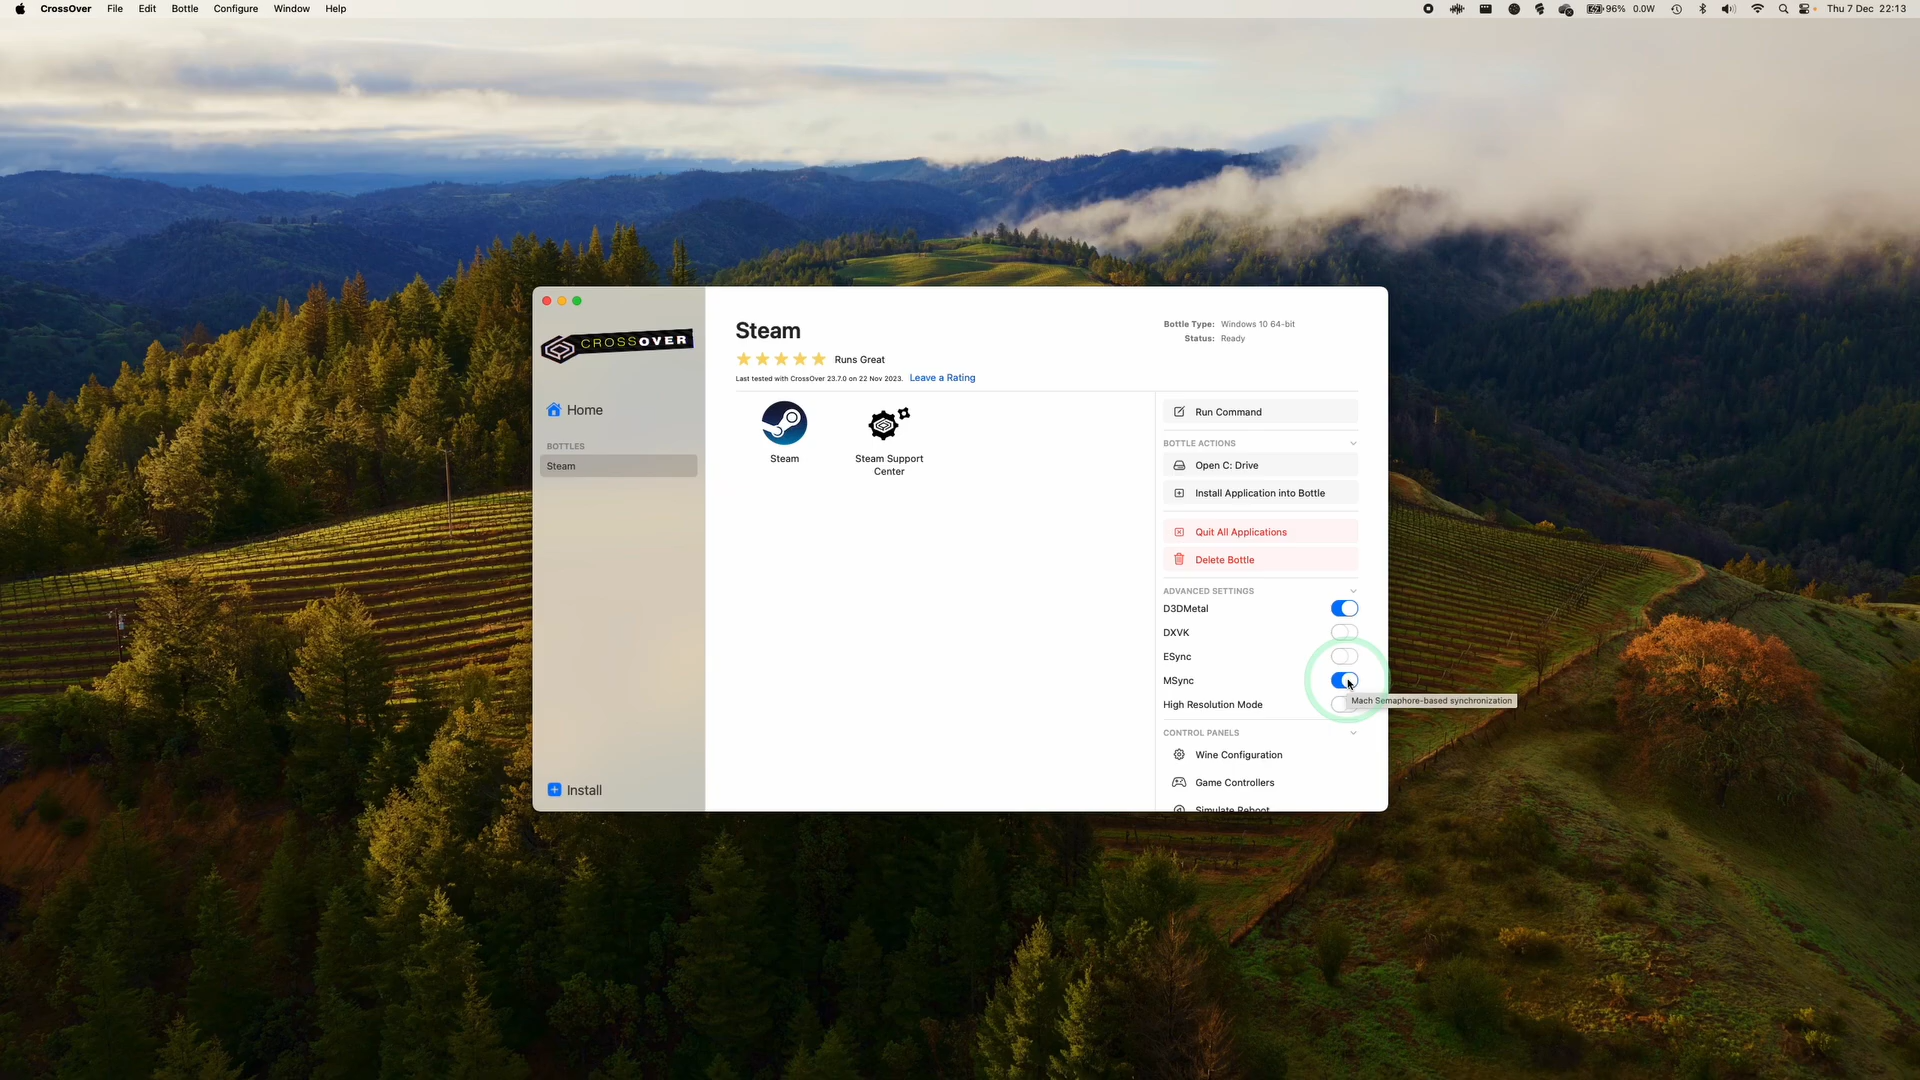 CrossOver File Edit Bottle Configure Window Help
96% 0.0W Thu 7 Dec 22:13
CROSSOVER
Home
BOTTLES
Steam
Install
Steam
Runs Great
Last tested with CrossOver 23.7.0 on 22 Nov 2023. Leave a Rating
Bottle Type: Windows 10 64-bit
Status: Ready
Steam
Steam Support
Center
Run Command
BOTTLE ACTIONS
Open C: Drive
Install Application into Bottle
Quit All Applications
Delete Bottle
ADVANCED SETTINGS
D3DMetal
DXVK
ESync
MSync
Mach Semaphore-based synchronization
High Resolution Mode
CONTROL PANELS
Wine Configuration
Game Controllers
Simulate Reboot